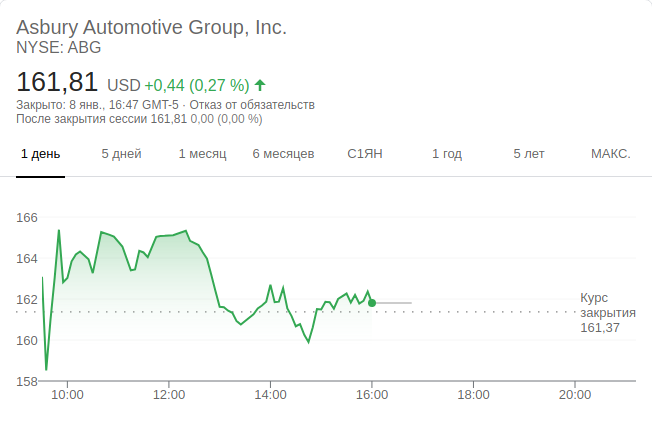 Asbury Automotive Group, Inc.
NYSE: ABG
161,81 USD +0,44 (0,27 %)
Закрыто: 8 янв., 16:47 GMT-5 · Отказ от обязательств
После закрытия сессии 161,81 0,00 (0,00 %)
1 день 5 дней 1 месяц 6 месяцев С1ЯН 1 год 5 лет МАКС.
166
164
162
160
158
Курс
закрытия
161,37
10:00 12:00 14:00 16:00 18:00 20:00